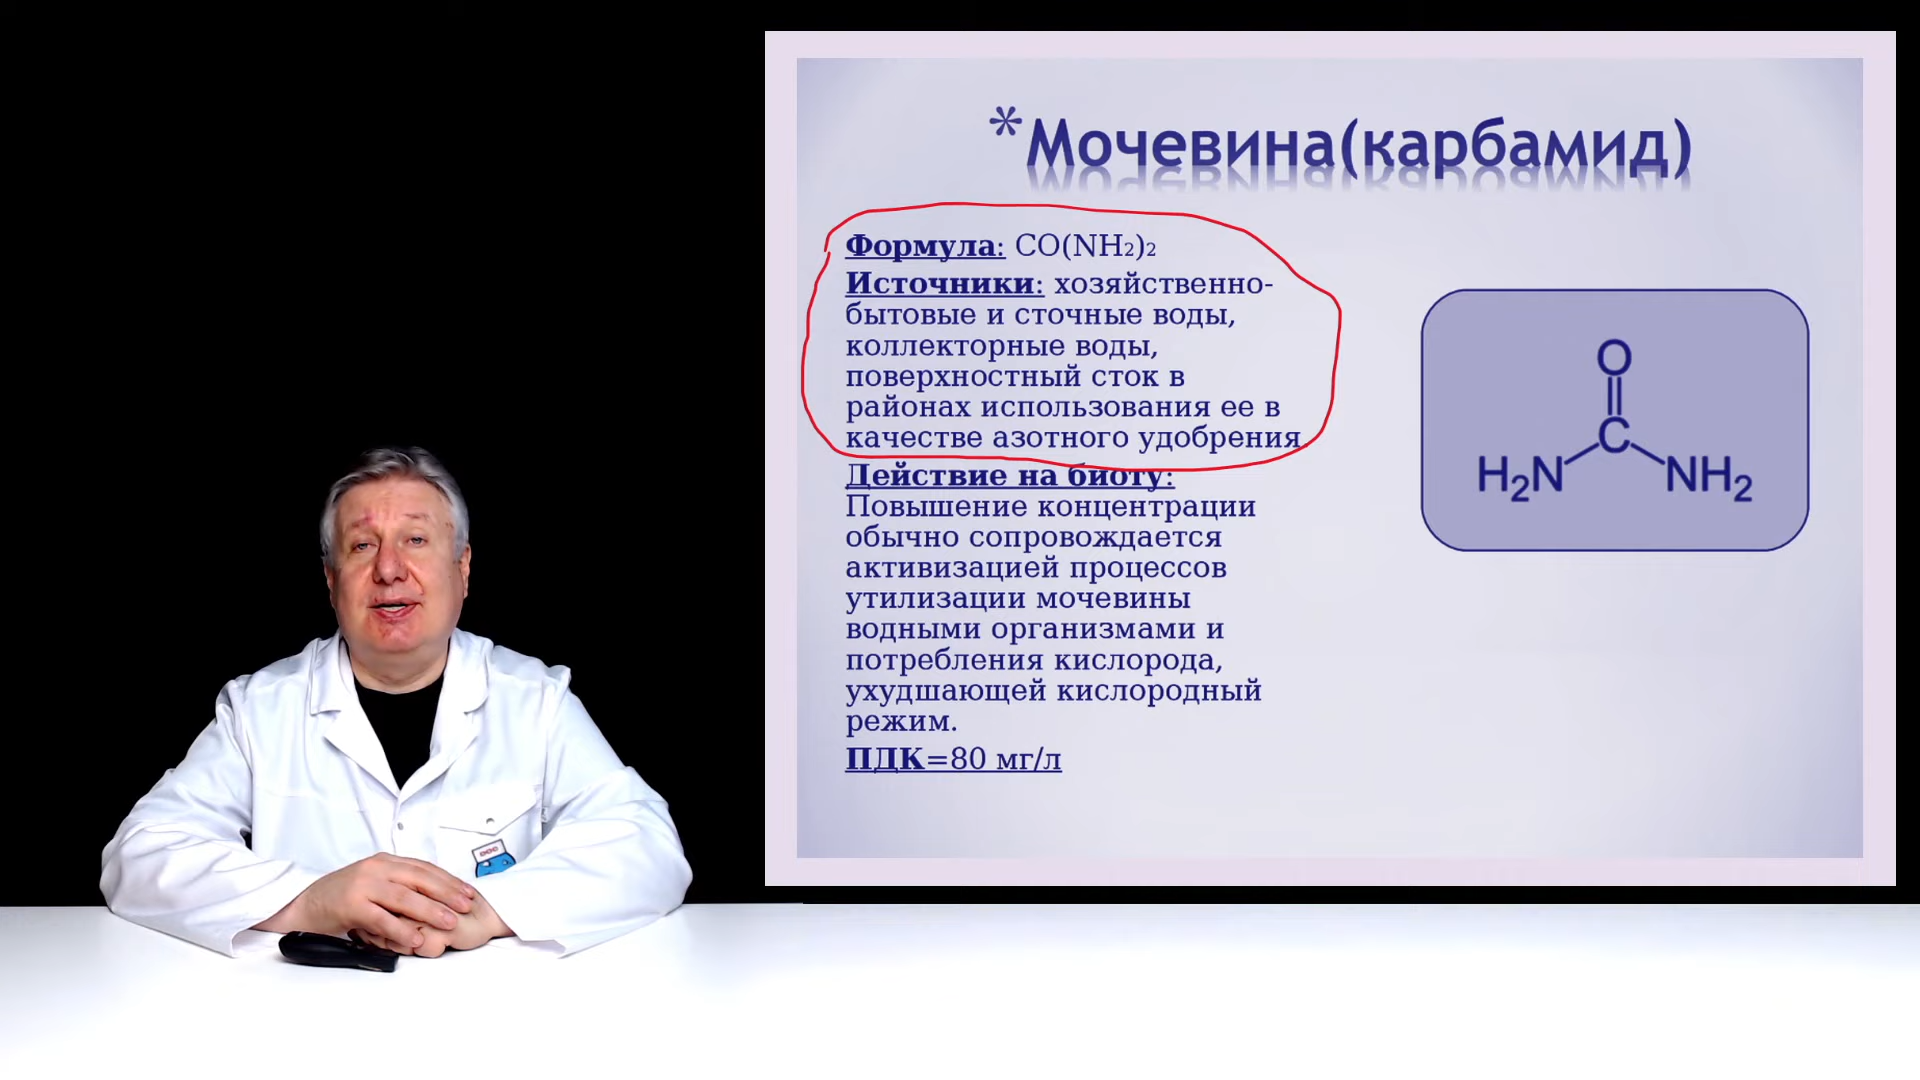 *Мочевина(карбамид)
Формула: CO(NH₂)₂
Источники: хозяйственно-
бытовые и сточные воды,
коллекторные воды,
поверхностный сток в
районах использования ее в
качестве азотного удобрения.
Действие на биоту:
Повышение концентрации
обычно сопровождается
активизацией процессов
утилизации мочевины
водными организмами и
потребления кислорода,
ухудшающей кислородный
режим.
ПДК=80 мг/л
O
C
H₂N
NH₂